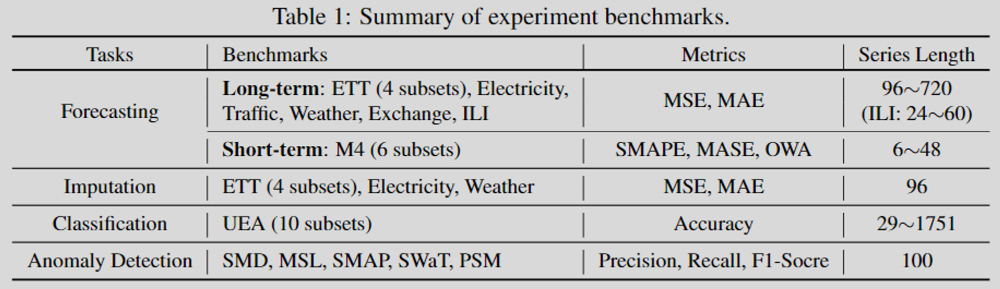 Table 1: Summary of experiment benchmarks.
Tasks Benchmarks Metrics Series Length
Forecasting
Long-term: ETT (4 subsets), Electricity,
Traffic, Weather, Exchange, ILI
MSE, MAE
96∼720
(ILI: 24∼60)
Short-term: M4 (6 subsets) SMAPE, MASE, OWA 6∼48
Imputation ETT (4 subsets), Electricity, Weather MSE, MAE 96
Classification UEA (10 subsets) Accuracy 29∼1751
Anomaly Detection SMD, MSL, SMAP, SWaT, PSM Precision, Recall, F1-Socre 100